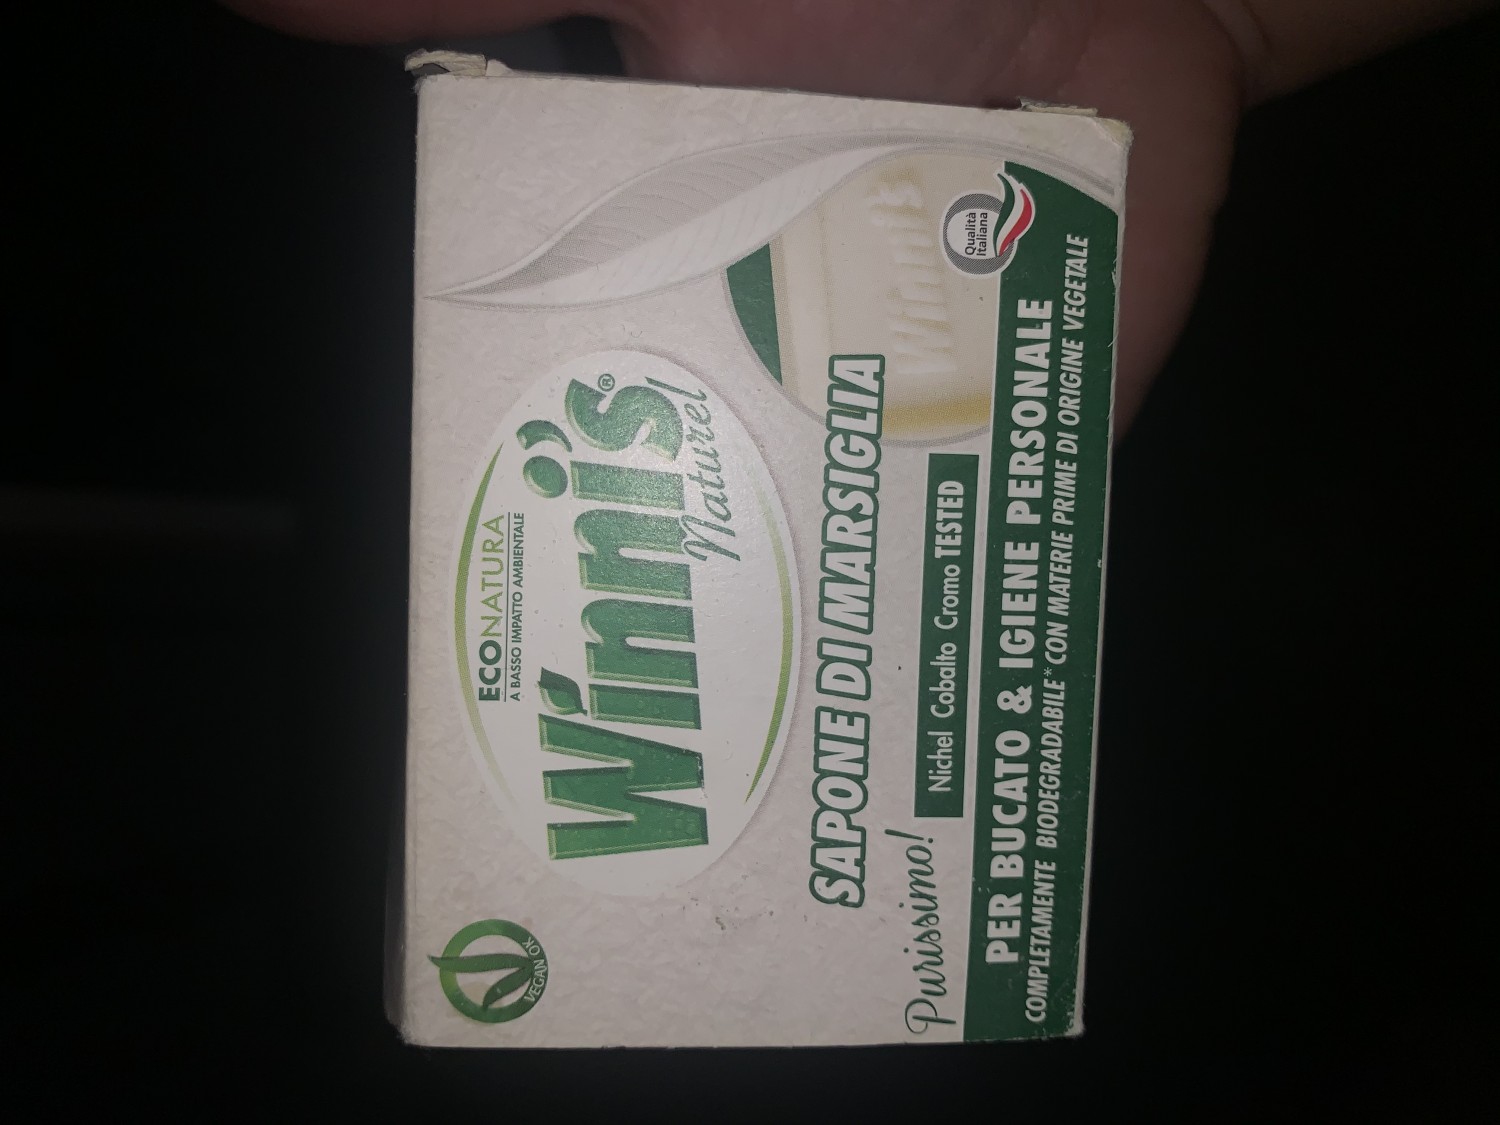 VEGAN OK
ECONATURA
A BASSO IMPATTO AMBIENTALE
Winni's®
Naturel
SAPONE DI MARSIGLIA
Winni's
Purissimo!
Nichel Cobalto Cromo TESTED
Qualità
Italiana
PER BUCATO & IGIENE PERSONALE
COMPLETAMENTE BIODEGRADABILE* CON MATERIE PRIME DI ORIGINE VEGETALE